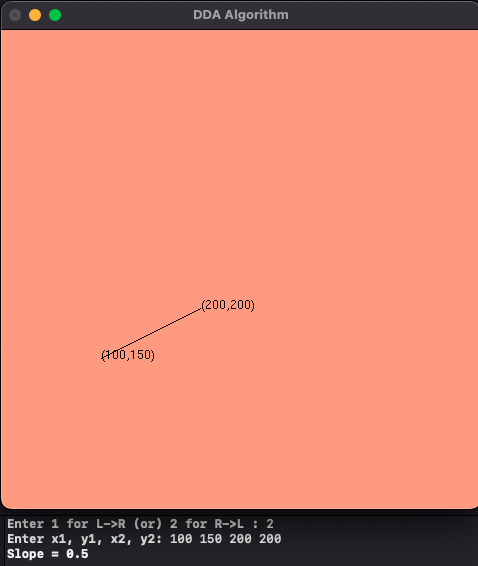 DDA Algorithm
(200,200)
(100,150)
Enter 1 for L->R (or) 2 for R->L : 2
Enter x1, y1, x2, y2: 100 150 200 200
Slope = 0.5